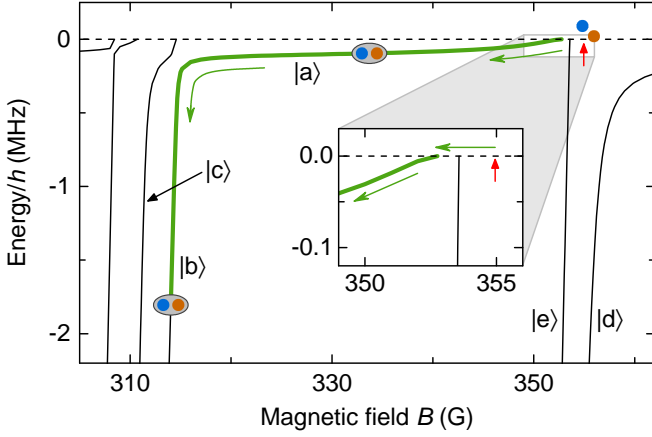 0
-1
-2
Energy/h (MHz)
310
330
350
Magnetic field B (G)
|a⟩
|c⟩
|b⟩
|e⟩
|d⟩
0.0
-0.1
350
355